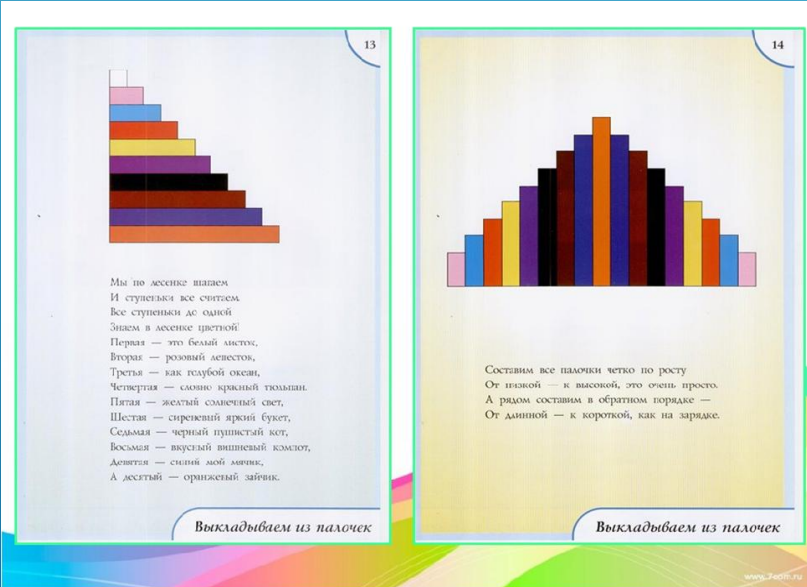 13
Мы по лесенке шагаем
И ступеньки все считаем.
Все ступеньки до одной
Знаем в лесенке цветной!
Первая — это белый листок,
Вторая — розовый лепесток,
Третья — как голубой океан,
Четвертая — словно красный тюльпан.
Пятая — желтый солнечный свет,
Шестая — сиреневый яркий букет,
Седьмая — черный пушистый кот,
Восьмая — вкусный вишневый компот,
Девятая — синий мой мячик,
А десятый — оранжевый зайчик.
Выкладываем из палочек
14
Составим все палочки четко по росту
От низкой — к высокой, это очень просто.
А рядом составим в обратном порядке —
От длинной — к короткой, как на зарядке.
Выкладываем из палочек
www.7oom.ru